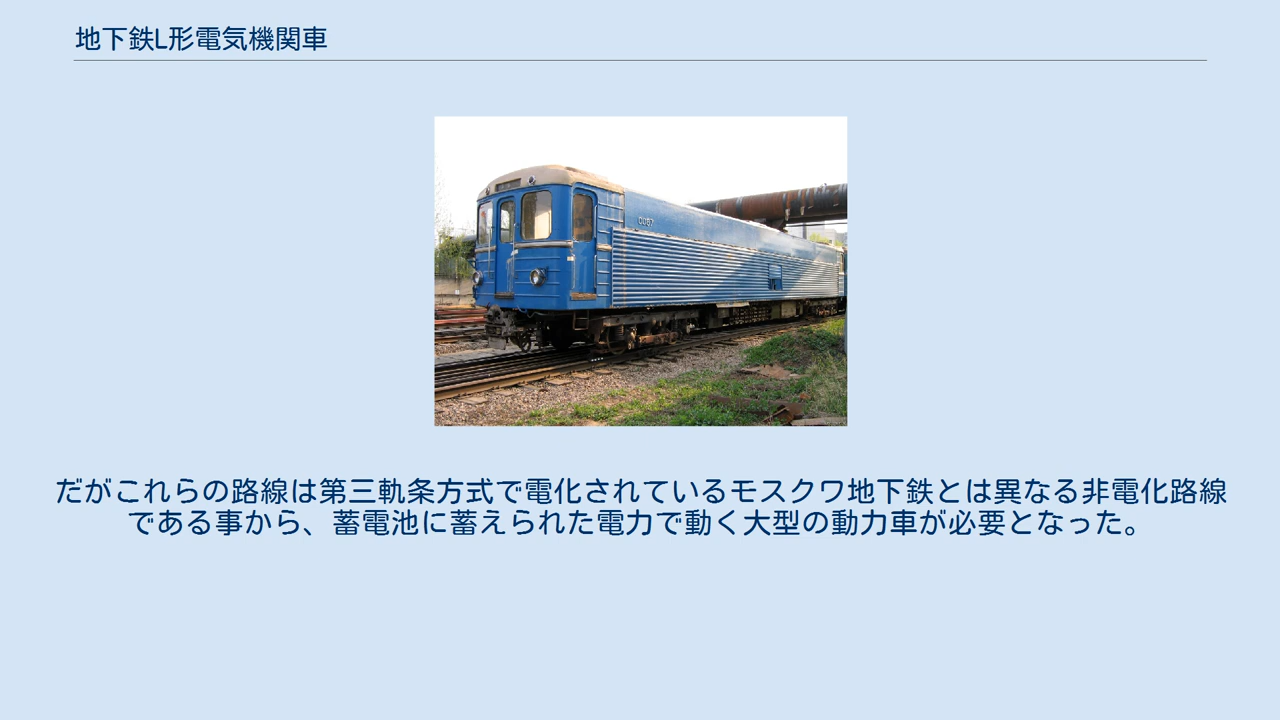 地下鉄L形電気機関車
だがこれらの路線は第三軌条方式で電化されているモスクワ地下鉄とは異なる非電化路線
である事から、蓄電池に蓄えられた電力で動く大型の動力車が必要となった。